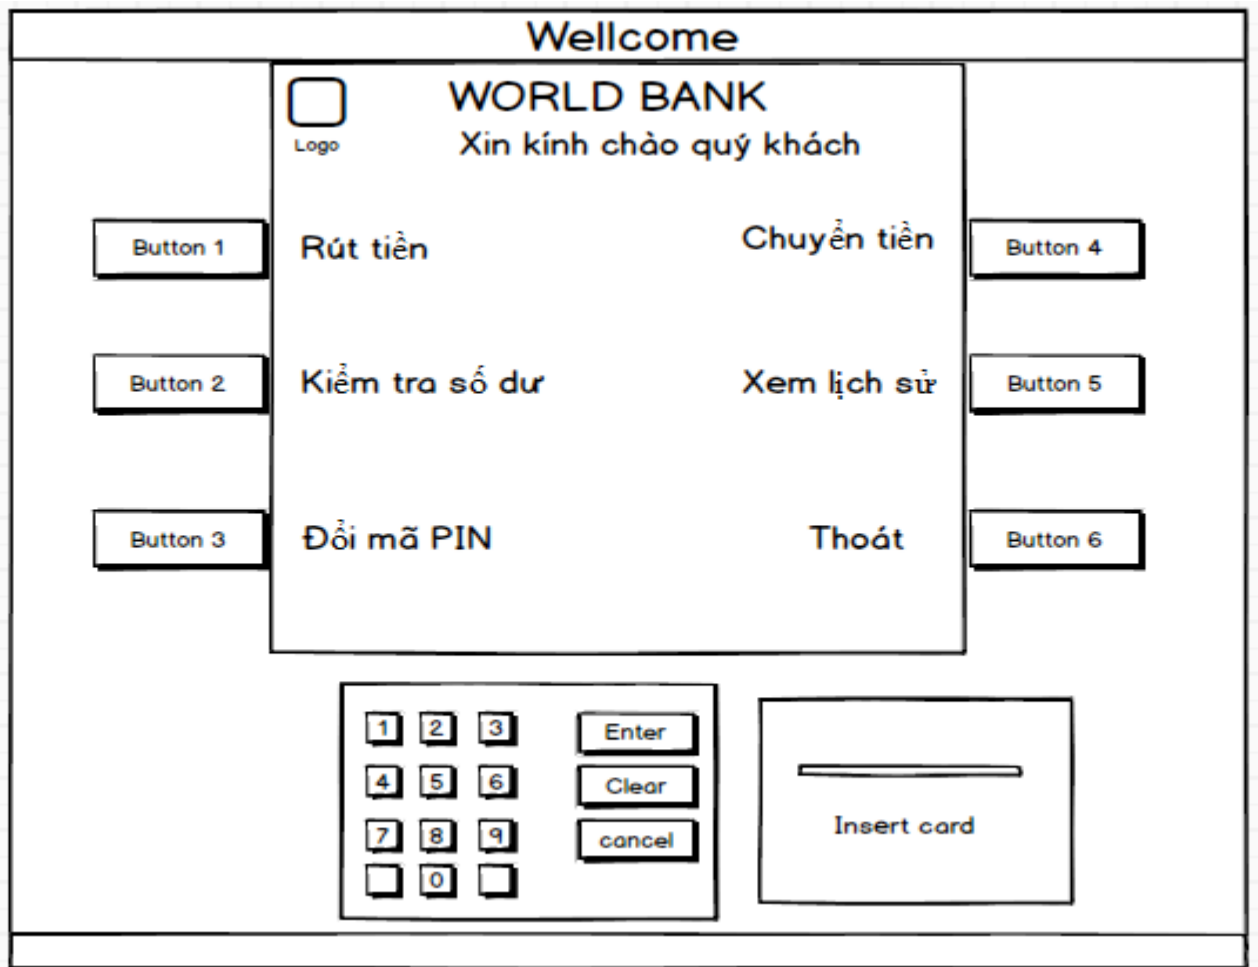 Wellcome
WORLD BANK
Logo
Xin kính chào quý khách
Button 1
Rút tiền
Chuyển tiền
Button 4
Button 2
Kiểm tra số dư
Xem lịch sử
Button 5
Button 3
Đổi mã PIN
Thoát
Button 6
1 2 3 Enter
4 5 6 Clear
7 8 9 cancel
0
Insert card